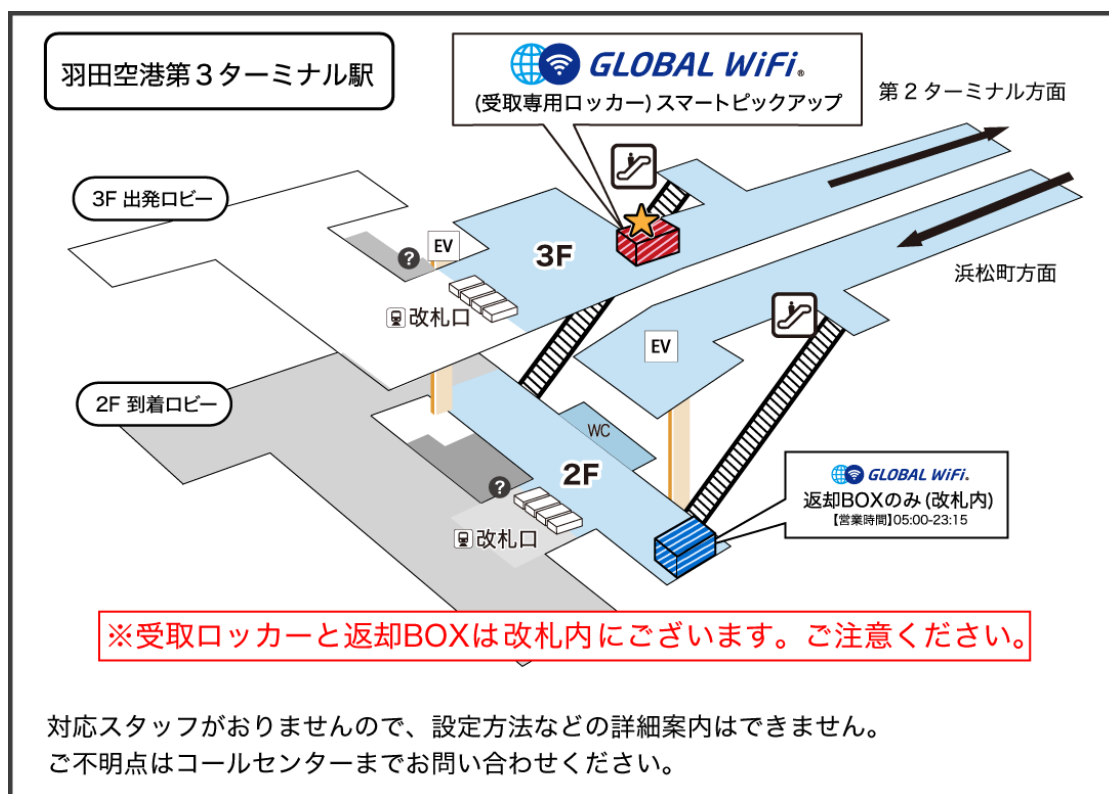 羽田空港第3ターミナル駅
GLOBAL WiFi®
(受取専用ロッカー) スマートピックアップ
第2ターミナル方面
3F 出発ロビー
EV
?
3F
改札口
浜松町方面
EV
2F 到着ロビー
WC
2F
?
改札口
GLOBAL WiFi®
返却BOXのみ (改札内)
【営業時間】05:00-23:15
※受取ロッカーと返却BOXは改札内にございます。ご注意ください。
対応スタッフがおりませんので、設定方法などの詳細案内はできません。
ご不明点はコールセンターまでお問い合わせください。